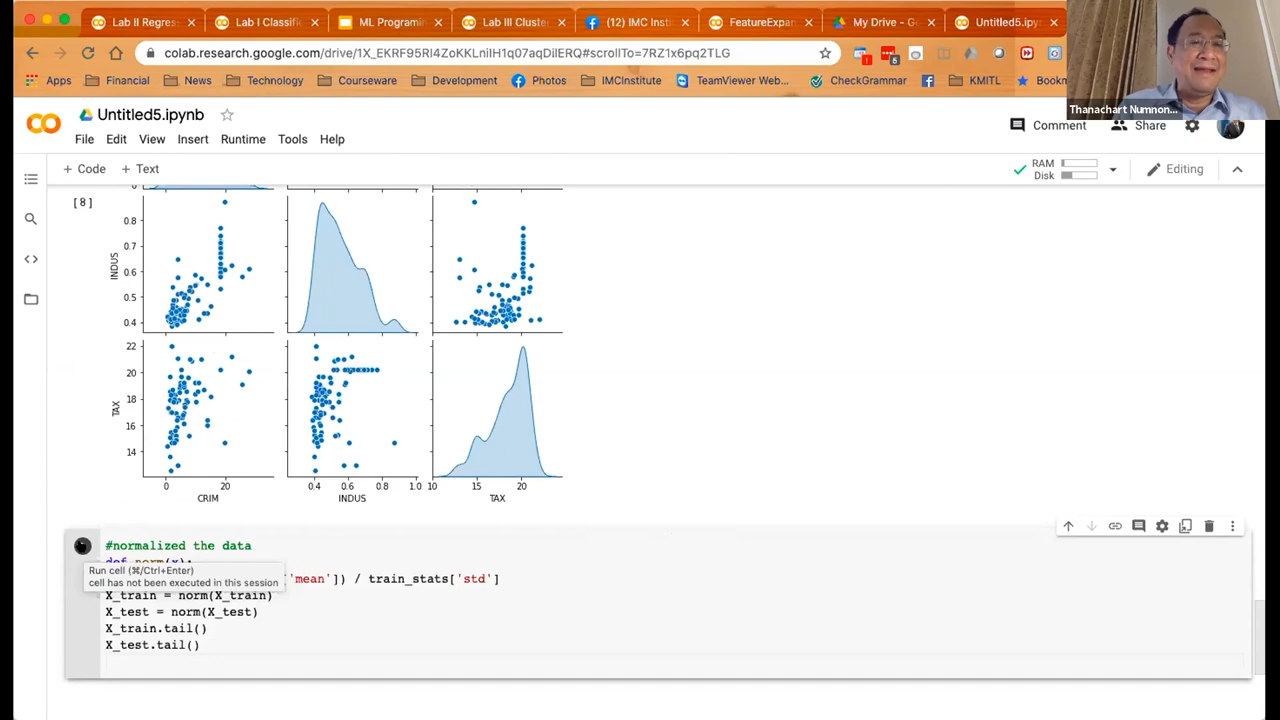 Lab II Regres
Lab I Classifi
ML Programin
Lab III Cluste
(12) IMC Insti
FeatureExpan
My Drive - G
Untitled5.ipyn
colab.research.google.com/drive/1X_EKRF95RI4ZoKKLniIH1q07aqDilERQ#scrollTo=7RZ1x6pq2TLG
Apps
Financial
News
Technology
Courseware
Development
Photos
IMCInstitute
TeamViewer Web...
CheckGrammar
KMITL
Bookm
Thanachart Numnon...
Untitled5.ipynb
File Edit View Insert Runtime Tools Help
Comment
Share
+ Code + Text
RAM
Disk
Editing
[8]
INDUS
0.8
0.7
0.6
0.5
0.4
TAX
22
20
18
16
14
0 20
0.4 0.6 0.8 1.0
10 15 20
CRIM
INDUS
TAX
#normalized the data
def norm(x):
Run cell (⌘/Ctrl+Enter)
cell has not been executed in this session
'mean']) / train_stats['std']
X_train = norm(X_train)
X_test = norm(X_test)
X_train.tail()
X_test.tail()